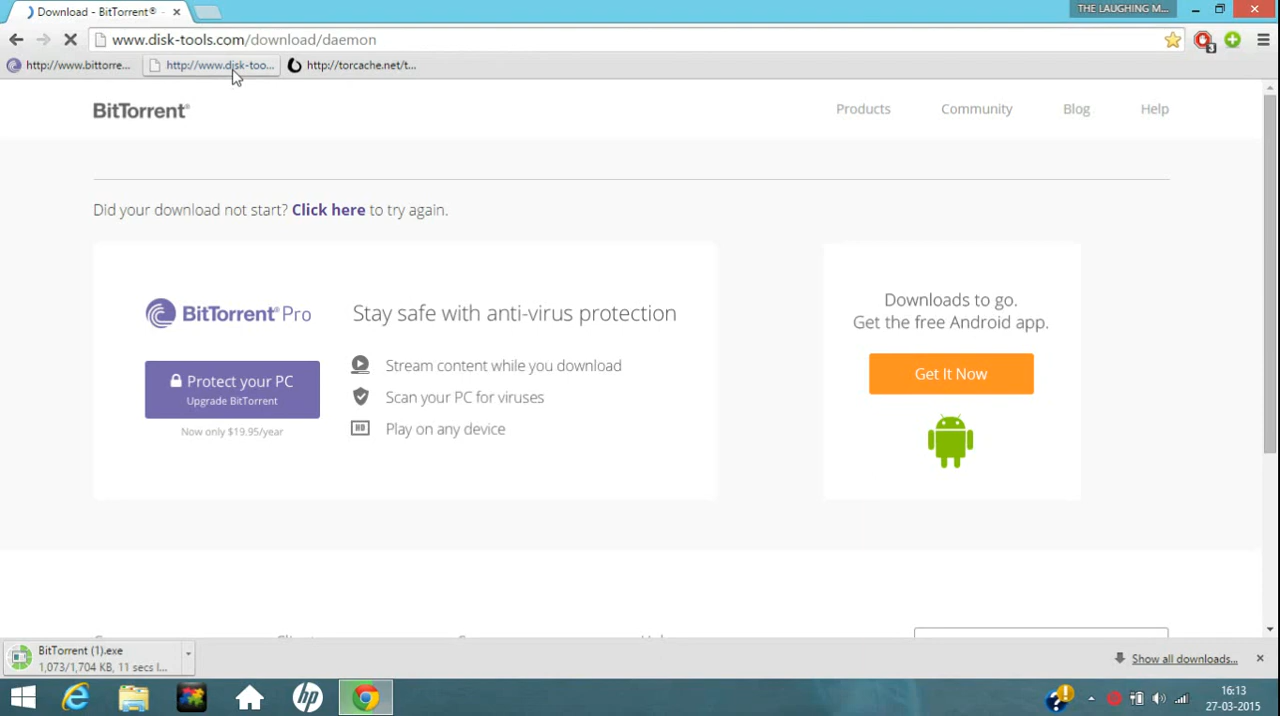 Download - BitTorrent® -
THE LAUGHING M...
www.disk-tools.com/download/daemon
3
http://www.bittorre...
http://www.disk-too...
http://torcache.net/t...
BitTorrent®
Products
Community
Blog
Help
Did your download not start? Click here to try again.
BitTorrent® Pro
Stay safe with anti-virus protection
Protect your PC
Upgrade BitTorrent
Now only $19.95/year
Stream content while you download
Scan your PC for viruses
HD
Play on any device
Downloads to go.
Get the free Android app.
Get It Now
BitTorrent (1).exe
1,073/1,704 KB, 11 secs l...
Show all downloads...
hp
16:13
27-03-2015